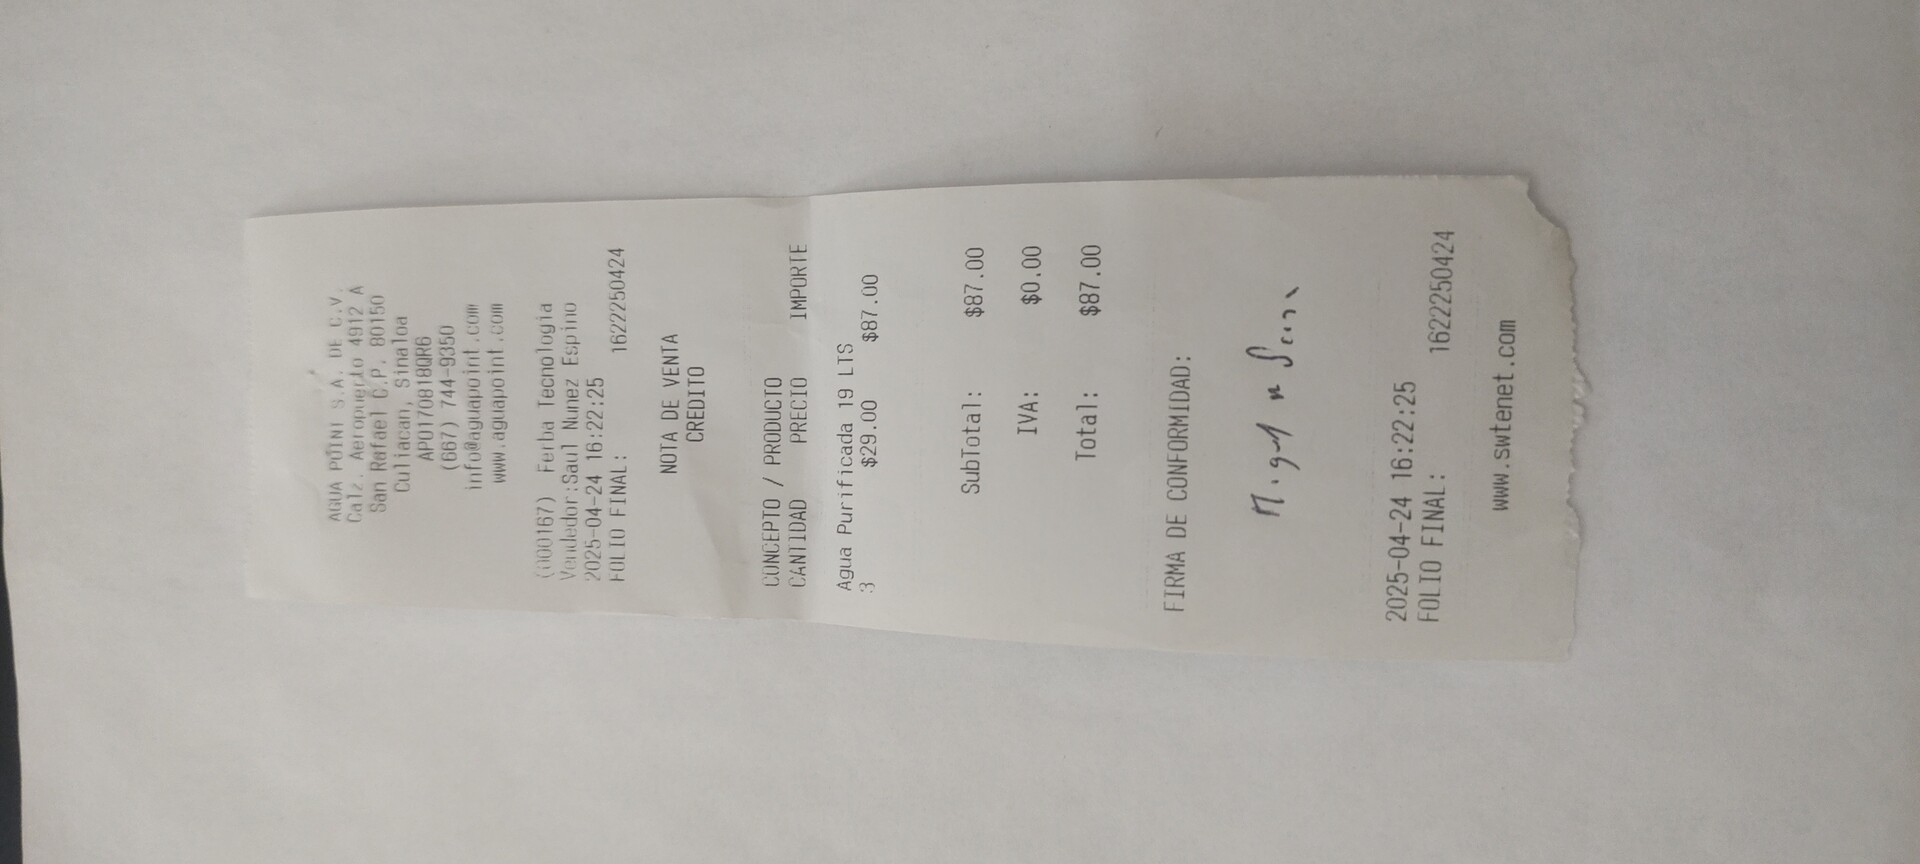 AGUA POINT S.A. DE C.V.
Calz. Aeropuerto 4912 A
San Rafael C.P. 80150
Culiacan, Sinaloa
APO170818QR6
(667) 744-9350
info@aguapoint.com
www.aguapoint.com
(000167) Ferba Tecnologia
Vendedor:Saul Nunez Espino
2025-04-24 16:22:25
FOLIO FINAL: 1622250424
NOTA DE VENTA
CREDITO
CONCEPTO / PRODUCTO
CANTIDAD PRECIO IMPORTE
Agua Purificada 19 LTS
3 $29.00 $87.00
SubTotal: $87.00
IVA: $0.00
Total: $87.00
FIRMA DE CONFORMIDAD:
2025-04-24 16:22:25
FOLIO FINAL: 1622250424
www.swtenet.com